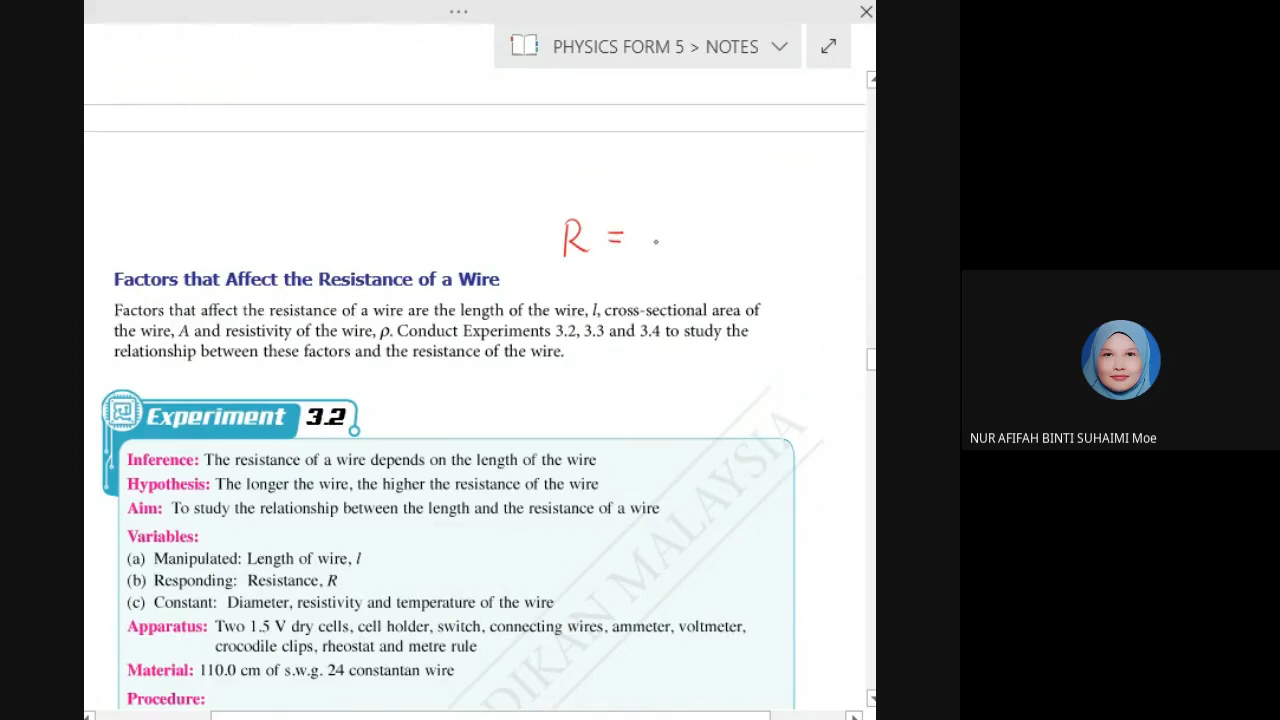 PHYSICS FORM 5 > NOTES
R =
Factors that Affect the Resistance of a Wire
Factors that affect the resistance of a wire are the length of the wire, l, cross-sectional area of
the wire, A and resistivity of the wire, ρ. Conduct Experiments 3.2, 3.3 and 3.4 to study the
relationship between these factors and the resistance of the wire.
Experiment 3.2
Inference: The resistance of a wire depends on the length of the wire
Hypothesis: The longer the wire, the higher the resistance of the wire
Aim: To study the relationship between the length and the resistance of a wire
Variables:
(a) Manipulated: Length of wire, l
(b) Responding: Resistance, R
(c) Constant: Diameter, resistivity and temperature of the wire
Apparatus: Two 1.5 V dry cells, cell holder, switch, connecting wires, ammeter, voltmeter,
crocodile clips, rheostat and metre rule
Material: 110.0 cm of s.w.g. 24 constantan wire
Procedure:
DIKAN MALAYSIA
NUR AFIFAH BINTI SUHAIMI Moe